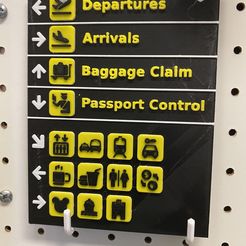 Departures
Arrivals
Baggage Claim
Passport Control